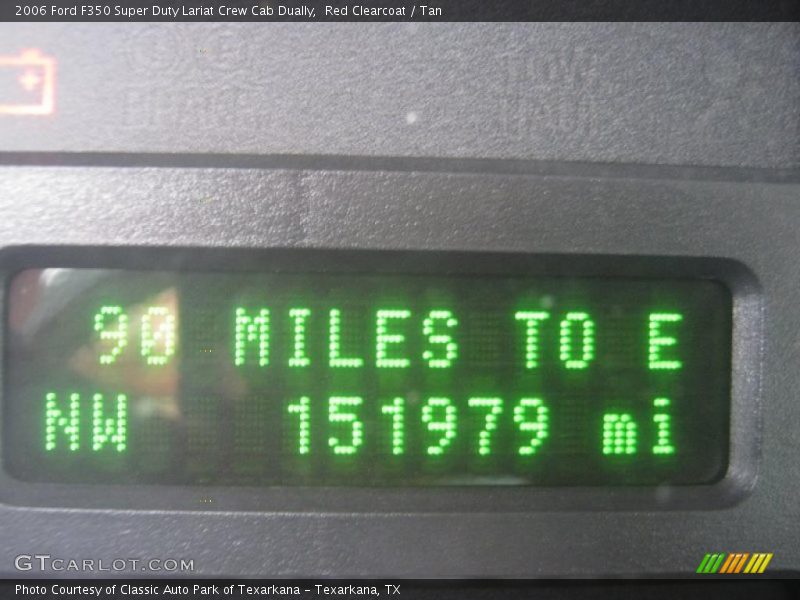 2006 Ford F350 Super Duty Lariat Crew Cab Dually, Red Clearcoat / Tan
90 MILES TO E
NW 151979 mi
GTCARLOT.COM
Photo Courtesy of Classic Auto Park of Texarkana - Texarkana, TX